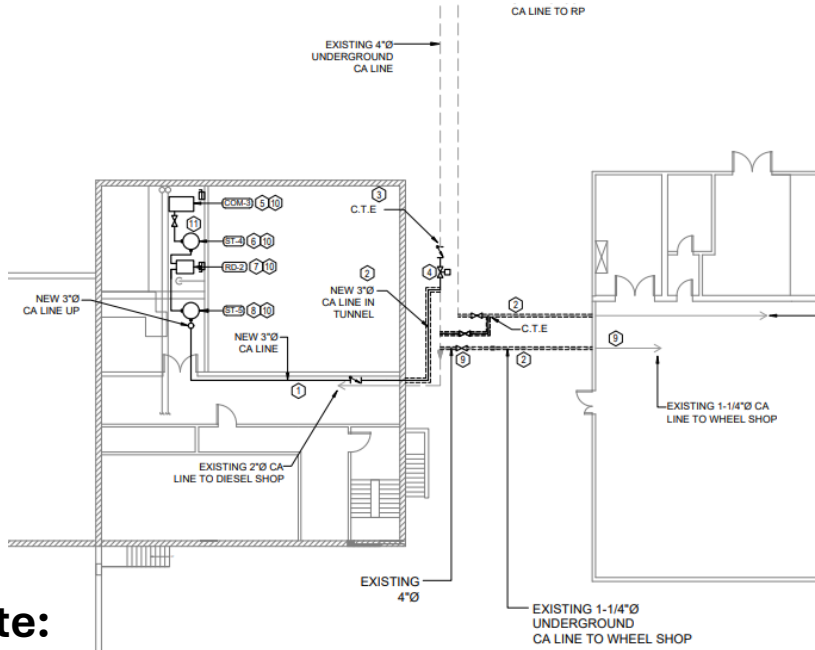 CA LINE TO RP
EXISTING 4"Ø
UNDERGROUND
CA LINE
3
C.T.E
COM-3 5 10
11
ST-4 6 10
RD-2 7 10
ST-5 8 10
4
2
NEW 3"Ø
CA LINE IN
TUNNEL
NEW 3"Ø
CA LINE UP
NEW 3"Ø
CA LINE
1
2
C.T.E
9
2
9
EXISTING 1-1/4"Ø CA
LINE TO WHEEL SHOP
EXISTING 2"Ø CA
LINE TO DIESEL SHOP
EXISTING
4"Ø
EXISTING 1-1/4"Ø
UNDERGROUND
CA LINE TO WHEEL SHOP
te: